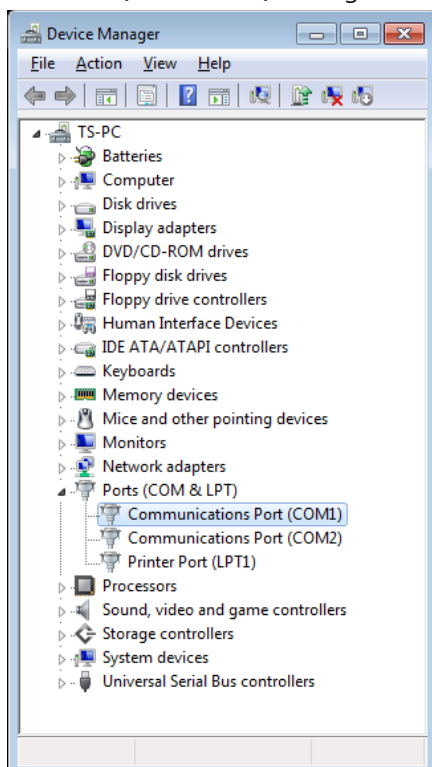 Device Manager
File Action View Help
TS-PC
Batteries
Computer
Disk drives
Display adapters
DVD/CD-ROM drives
Floppy disk drives
Floppy drive controllers
Human Interface Devices
IDE ATA/ATAPI controllers
Keyboards
Memory devices
Mice and other pointing devices
Monitors
Network adapters
Ports (COM & LPT)
Communications Port (COM1)
Communications Port (COM2)
Printer Port (LPT1)
Processors
Sound, video and game controllers
Storage controllers
System devices
Universal Serial Bus controllers